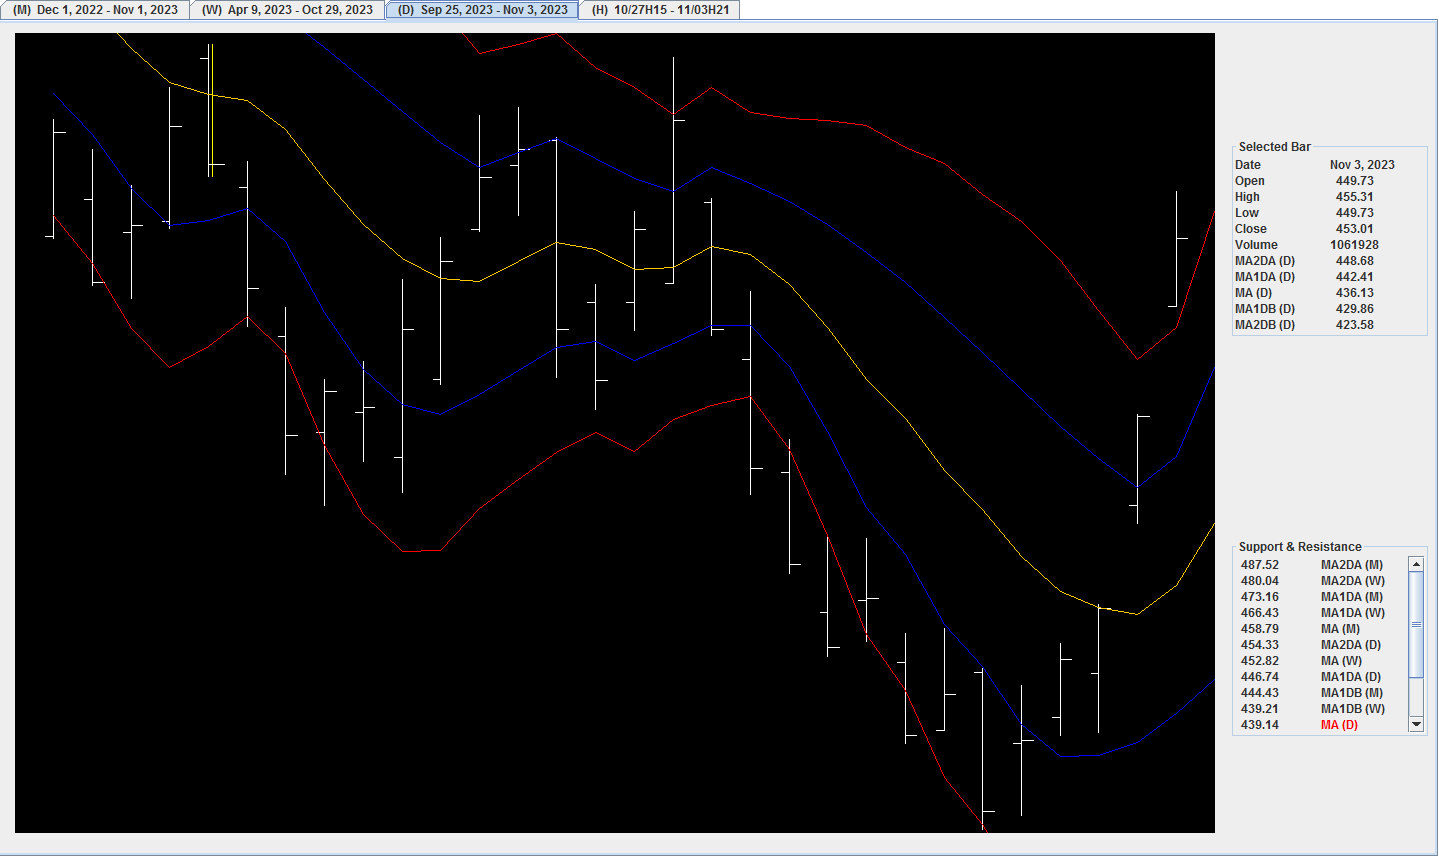 (M) Dec 1, 2022 - Nov 1, 2023 (W) Apr 9, 2023 - Oct 29, 2023 (D) Sep 25, 2023 - Nov 3, 2023 (H) 10/27H15 - 11/03H21
Selected Bar
Date Nov 3, 2023
Open 449.73
High 455.31
Low 449.73
Close 453.01
Volume 1061928
MA2DA (D) 448.68
MA1DA (D) 442.41
MA (D) 436.13
MA1DB (D) 429.86
MA2DB (D) 423.58
Support & Resistance
487.52 MA2DA (M)
480.04 MA2DA (W)
473.16 MA1DA (M)
466.43 MA1DA (W)
458.79 MA (M)
454.33 MA2DA (D)
452.82 MA (W)
446.74 MA1DA (D)
444.43 MA1DB (M)
439.21 MA1DB (W)
439.14 MA (D)